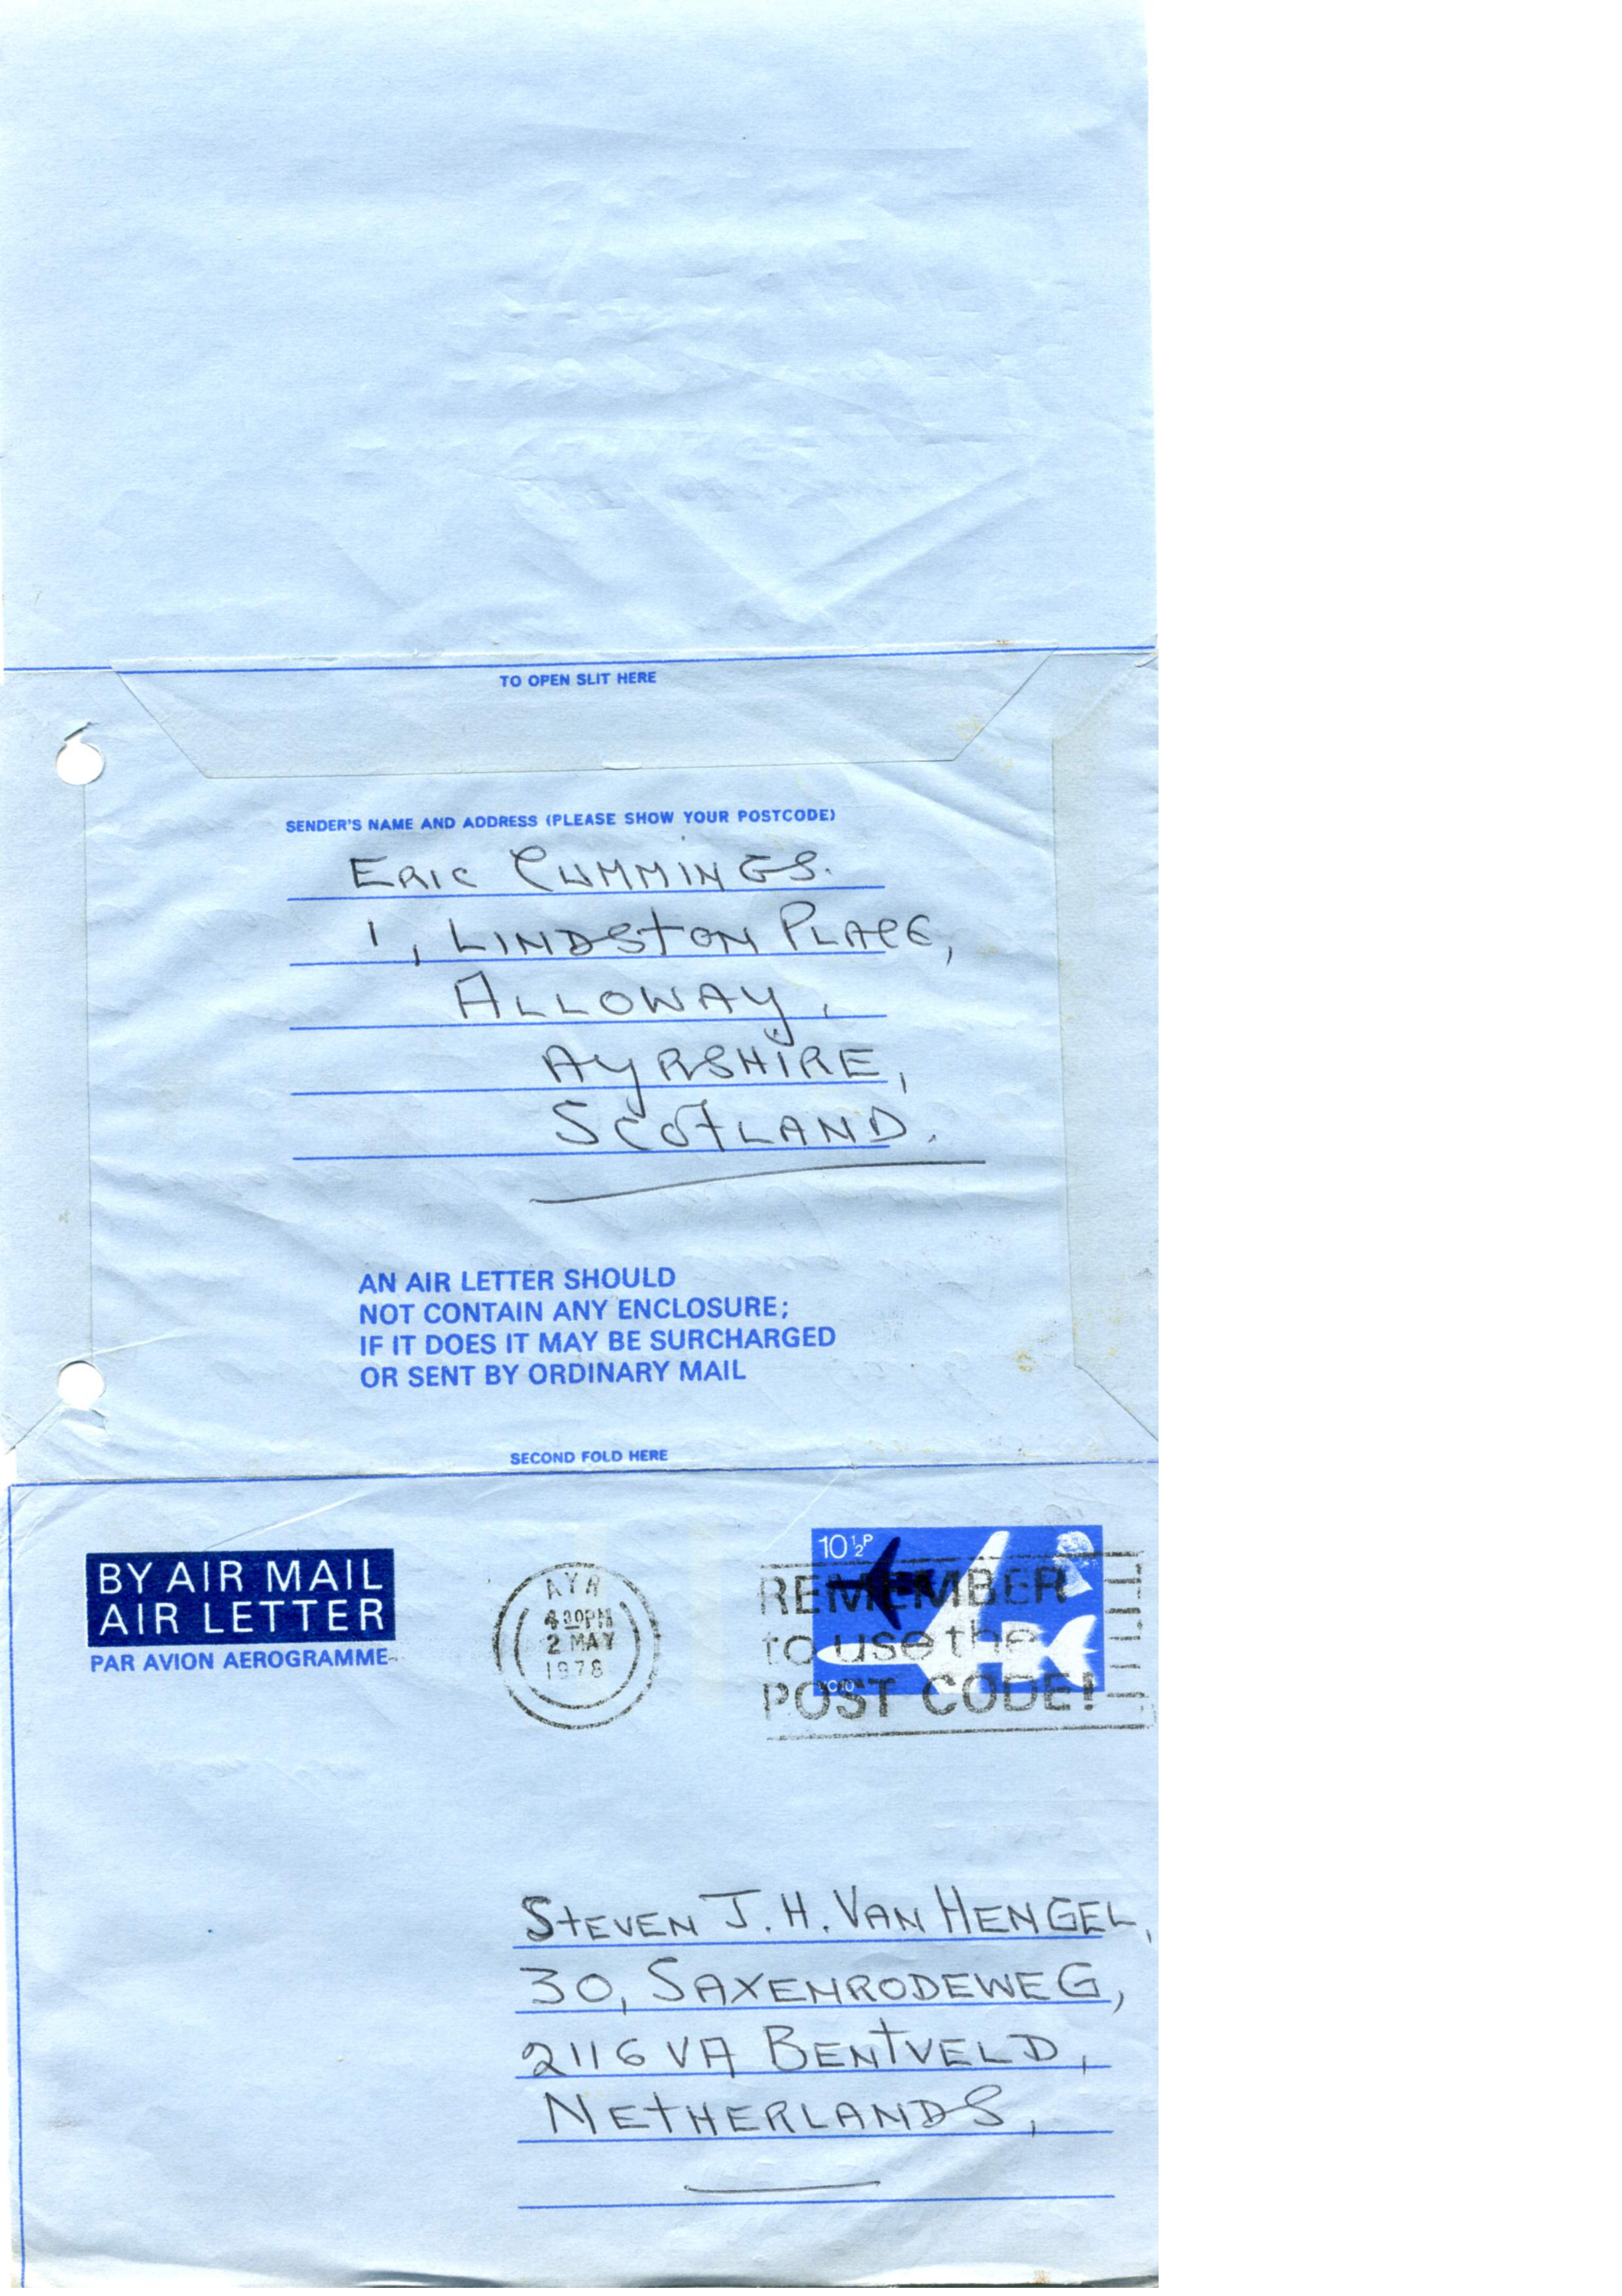 TO OPEN SLIT HERE
SENDER'S NAME AND ADDRESS (PLEASE SHOW YOUR POSTCODE)
ERIC CUMMINGS.
1, LINDSTON PLACE,
ALLOWAY,
AYRSHIRE,
SCOTLAND.
AN AIR LETTER SHOULD
NOT CONTAIN ANY ENCLOSURE;
IF IT DOES IT MAY BE SURCHARGED
OR SENT BY ORDINARY MAIL
SECOND FOLD HERE
BY AIR MAIL
AIR LETTER
PAR AVION AEROGRAMME
AYR
4 30PM
2 MAY
1978
10½P
REMEMBER
to use the
POST CODE!
VC10
STEVEN J.H. VAN HENGEL,
30, SAXENRODEWEG,
2116 VA BENTVELD,
NETHERLANDS,